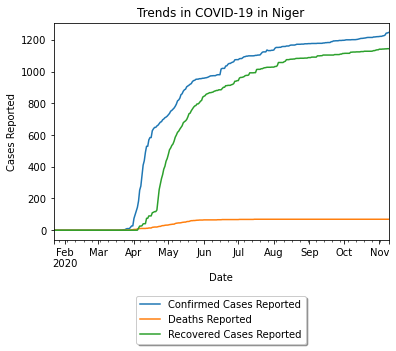 Trends in COVID-19 in Niger
1200
1000
800
600
400
200
0
Cases Reported
Feb Mar Apr May Jun Jul Aug Sep Oct Nov
2020
Date
Confirmed Cases Reported
Deaths Reported
Recovered Cases Reported